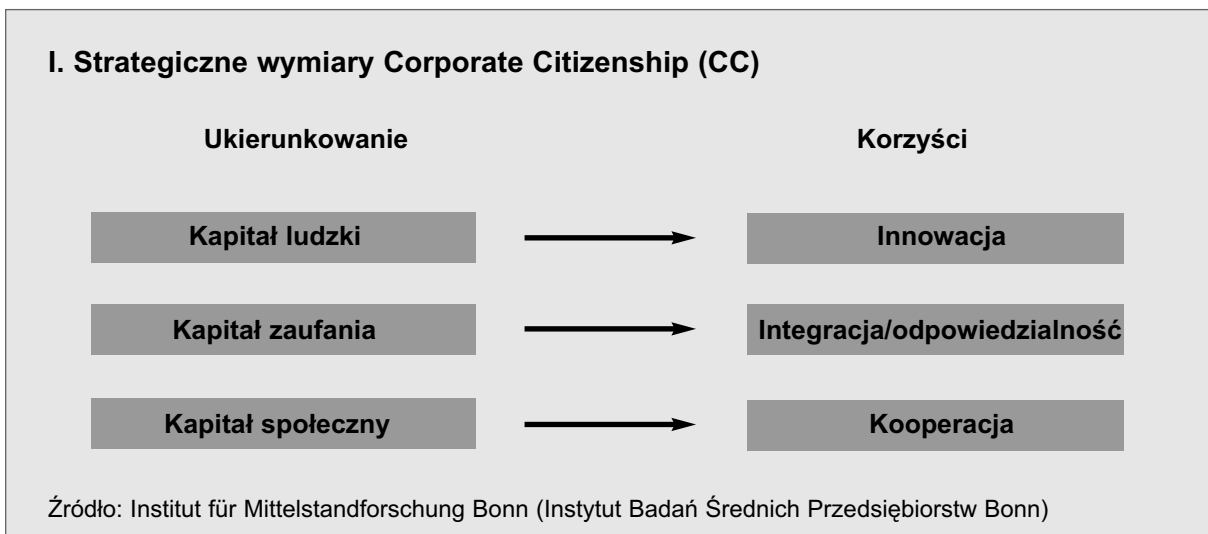 I. Strategiczne wymiary Corporate Citizenship (CC)
Ukierunkowanie Korzyści
Kapitał ludzki Innowacja
Kapitał zaufania Integracja/odpowiedzialność
Kapitał społeczny Kooperacja
Źródło: Institut für Mittelstandforschung Bonn (Instytut Badań Średnich Przedsiębiorstw Bonn)